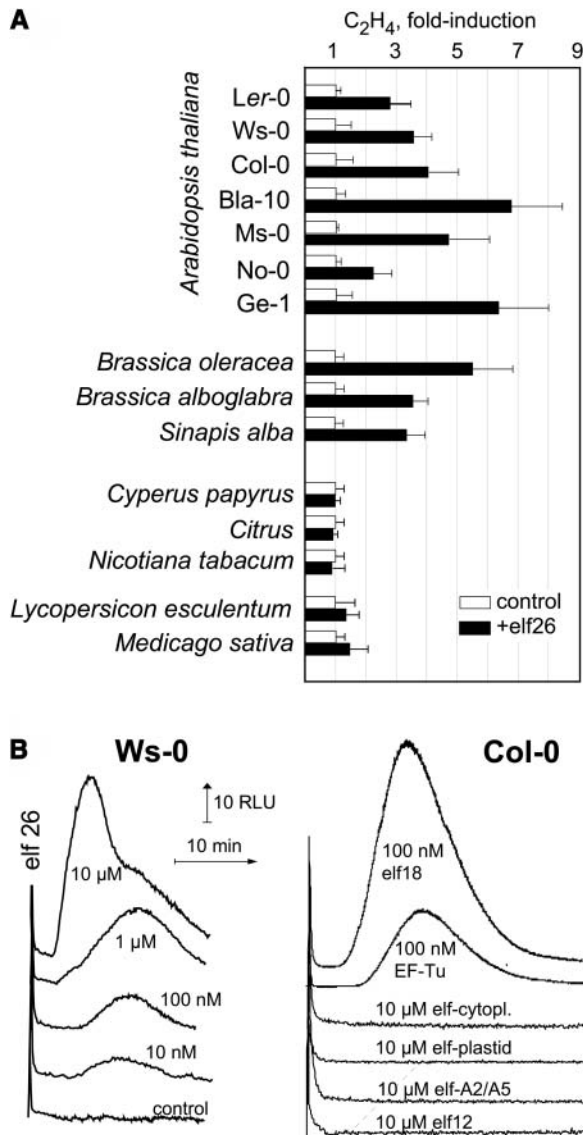 A
C₂H₄, fold-induction
1 3 5 7 9
Arabidopsis thaliana
Ler-0
Ws-0
Col-0
Bla-10
Ms-0
No-0
Ge-1
Brassica oleracea
Brassica alboglabra
Sinapis alba
Cyperus papyrus
Citrus
Nicotiana tabacum
Lycopersicon esculentum
Medicago sativa
control
+elf26
B
Ws-0
elf 26
10 RLU
10 min
10 µM
1 µM
100 nM
10 nM
control
Col-0
100 nM
elf18
100 nM
EF-Tu
10 µM elf-cytopl.
10 µM elf-plastid
10 µM elf-A2/A5
10 µM elf12